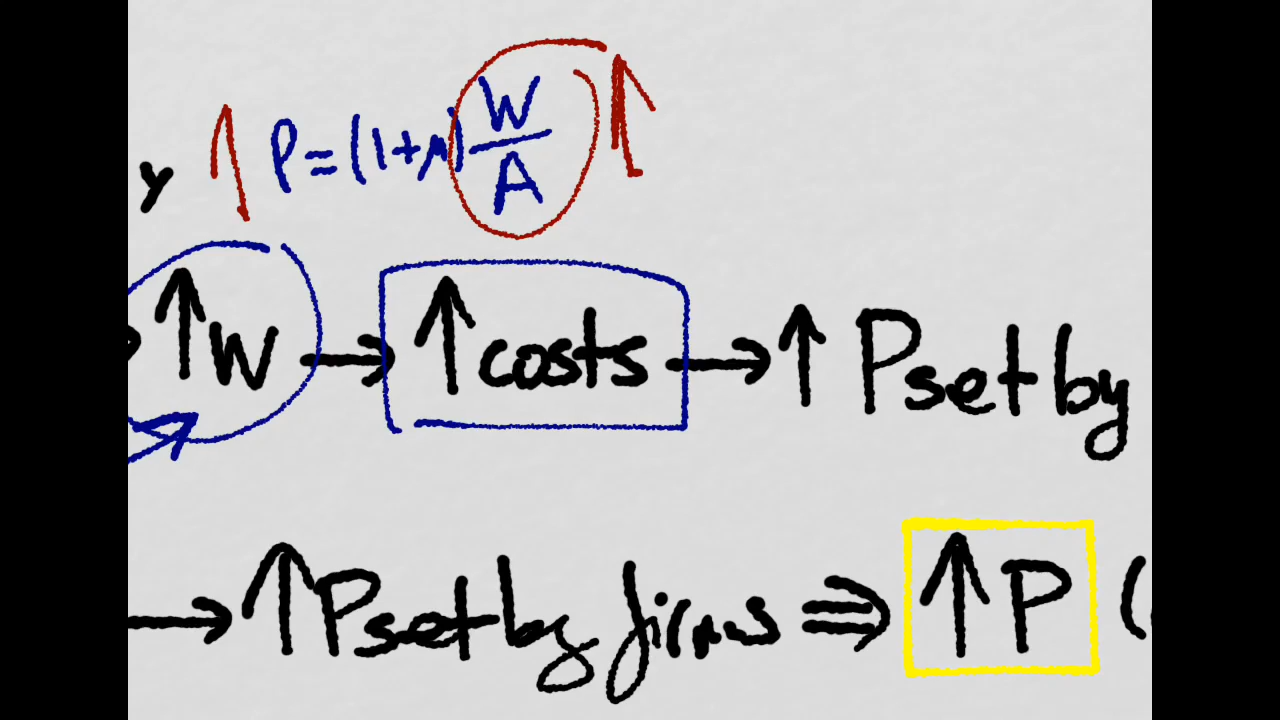 y ↑ P = (1+μ) W/A ↑
↑ W → ↑ costs → ↑ P set by
→ ↑ P set by firms ⇒ ↑ P (